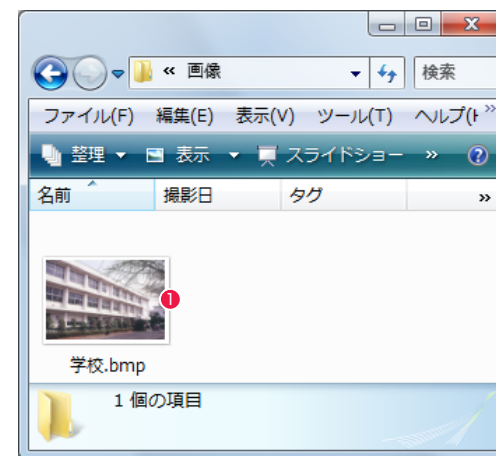 « 画像 検索
ファイル(F) 編集(E) 表示(V) ツール(T) ヘルプ(H »
整理 表示 スライドショー » ?
名前 撮影日 タグ »
1
学校.bmp
1 個の項目